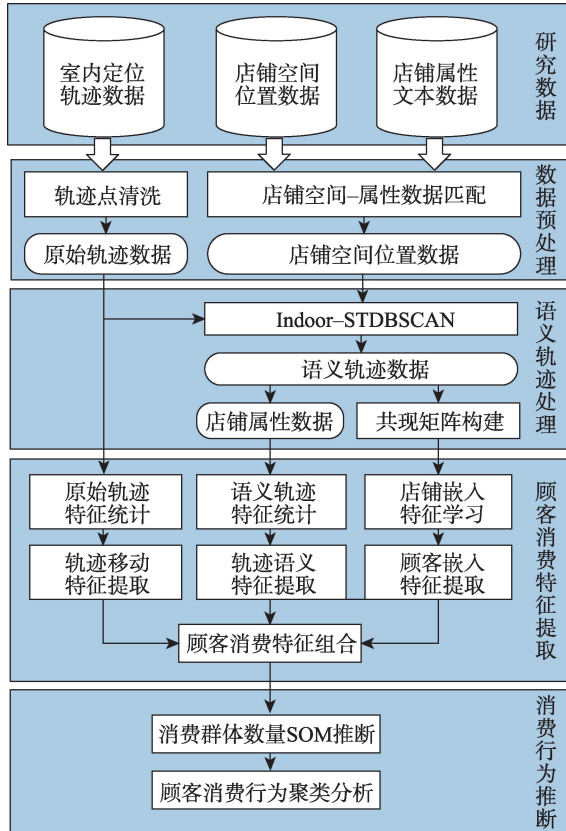 室内定位
轨迹数据
店铺空间
位置数据
店铺属性
文本数据
研究数据
轨迹点清洗
店铺空间–属性数据匹配
原始轨迹数据
店铺空间位置数据
数据预处理
Indoor–STDBSCAN
语义轨迹数据
店铺属性数据
共现矩阵构建
语义轨迹处理
原始轨迹
特征统计
语义轨迹
特征统计
店铺嵌入
特征学习
轨迹移动
特征提取
轨迹语义
特征提取
顾客嵌入
特征提取
顾客消费特征组合
顾客消费特征提取
消费群体数量SOM推断
顾客消费行为聚类分析
消费行为推断